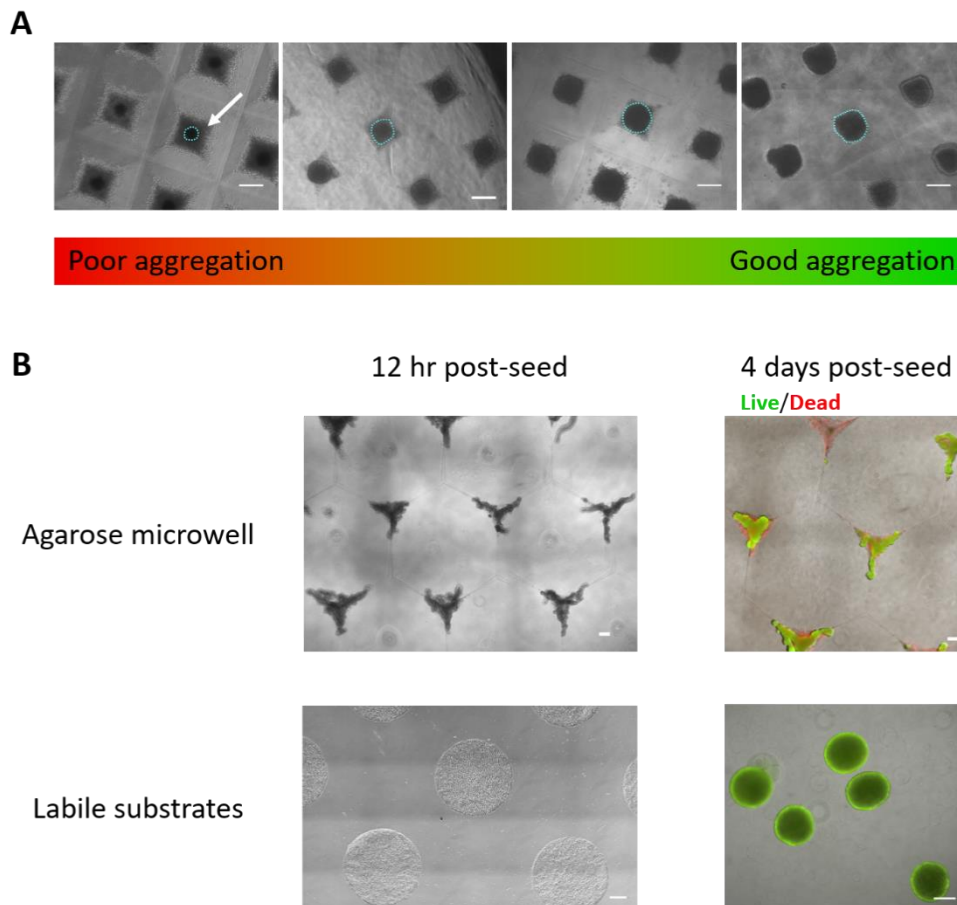 A
Poor aggregation
Good aggregation
B
12 hr post-seed
4 days post-seed
Live/Dead
Agarose microwell
Labile substrates